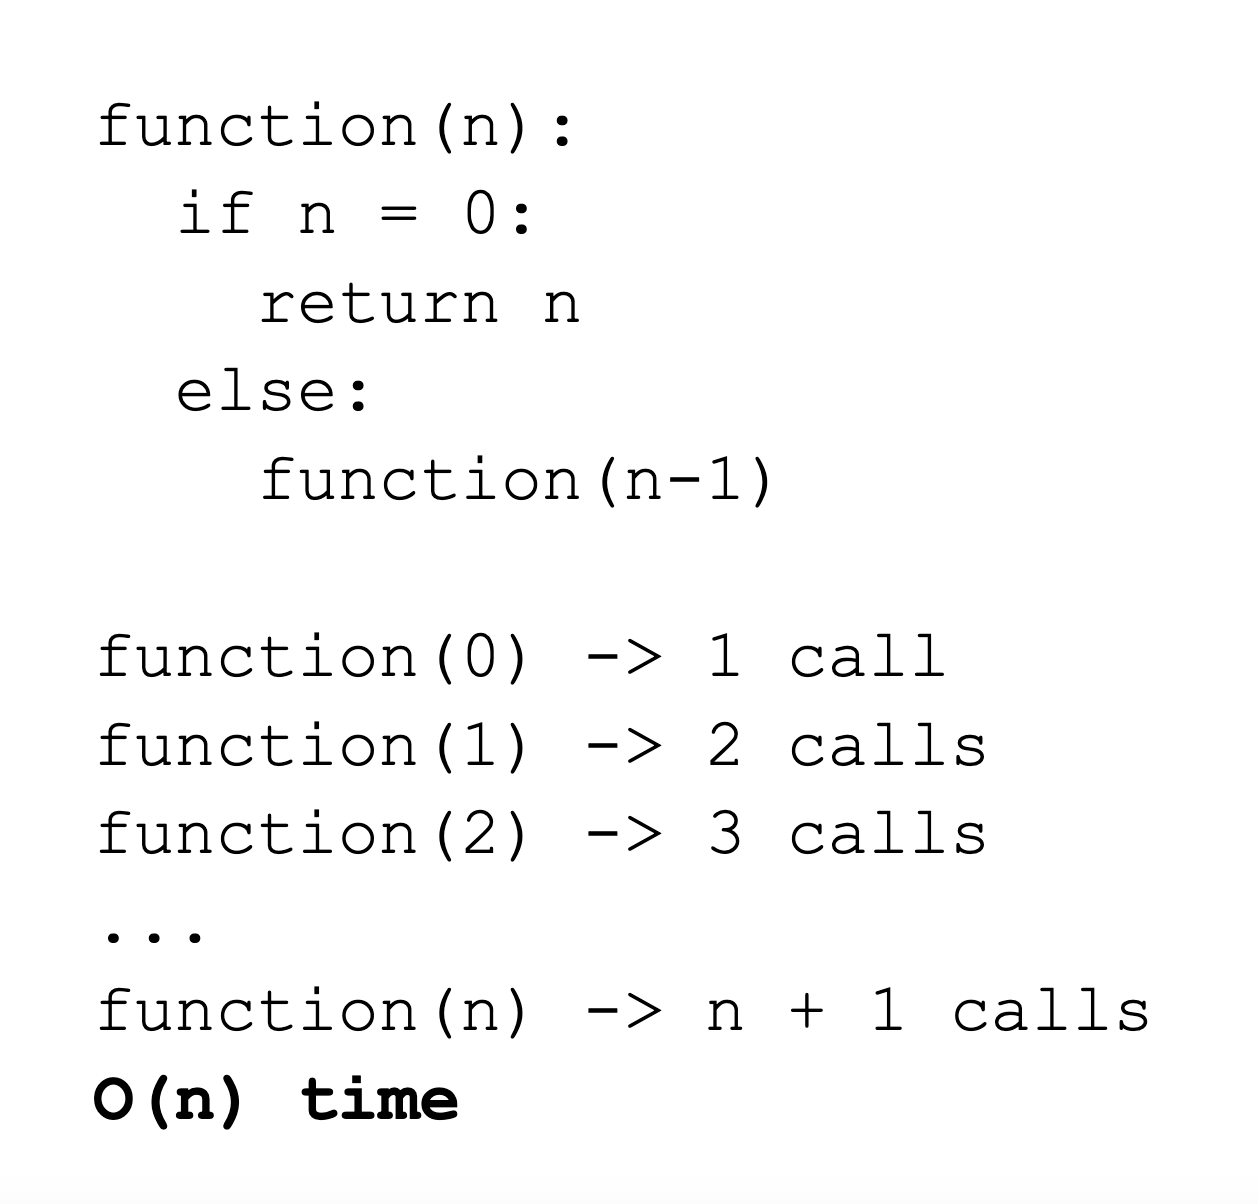 function(n):
  if n = 0:
    return n
  else:
    function(n-1)

function(0) -> 1 call
function(1) -> 2 calls
function(2) -> 3 calls
...
function(n) -> n + 1 calls
O(n) time